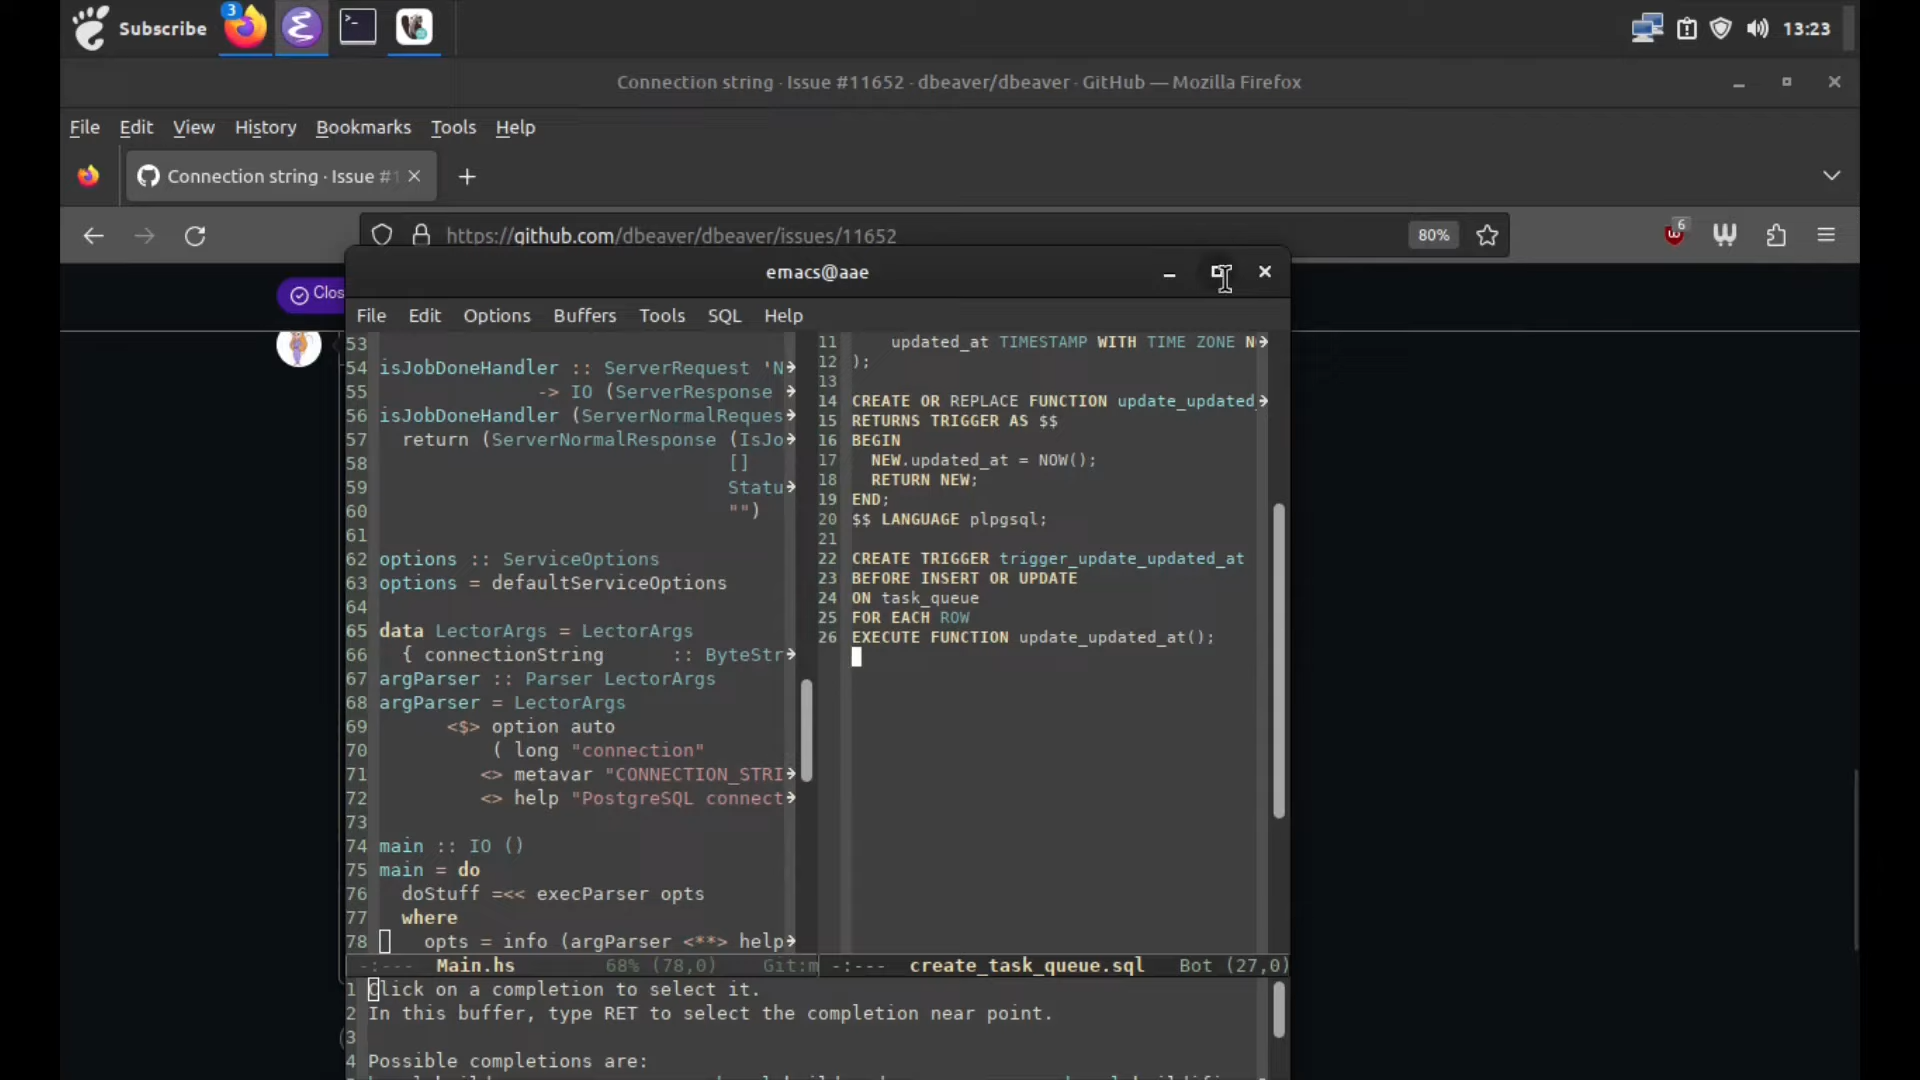 Subscribe
3
13:23
Connection string · Issue #11652 · dbeaver/dbeaver · GitHub — Mozilla Firefox
File Edit View History Bookmarks Tools Help
Connection string · Issue #1
https://github.com/dbeaver/dbeaver/issues/11652
80%
6
Clos
emacs@aae
File Edit Options Buffers Tools SQL Help
53
54 isJobDoneHandler :: ServerRequest 'N
55 -> IO (ServerResponse
56 isJobDoneHandler (ServerNormalReques
57 return (ServerNormalResponse (IsJo
58 []
59 Statu
60 "")
61
62 options :: ServiceOptions
63 options = defaultServiceOptions
64
65 data LectorArgs = LectorArgs
66 { connectionString :: ByteStr
67 argParser :: Parser LectorArgs
68 argParser = LectorArgs
69 <$> option auto
70 ( long "connection"
71 <> metavar "CONNECTION_STRI
72 <> help "PostgreSQL connect
73
74 main :: IO ()
75 main = do
76 doStuff =<< execParser opts
77 where
78 opts = info (argParser <**> help
-:--- Main.hs 68% (78,0) Git:m
11 updated_at TIMESTAMP WITH TIME ZONE N
12 );
13
14 CREATE OR REPLACE FUNCTION update_updated_
15 RETURNS TRIGGER AS $$
16 BEGIN
17 NEW.updated_at = NOW();
18 RETURN NEW;
19 END;
20 $$ LANGUAGE plpgsql;
21
22 CREATE TRIGGER trigger_update_updated_at
23 BEFORE INSERT OR UPDATE
24 ON task_queue
25 FOR EACH ROW
26 EXECUTE FUNCTION update_updated_at();
-:--- create_task_queue.sql Bot (27,0)
1 Click on a completion to select it.
2 In this buffer, type RET to select the completion near point.
3
4 Possible completions are: